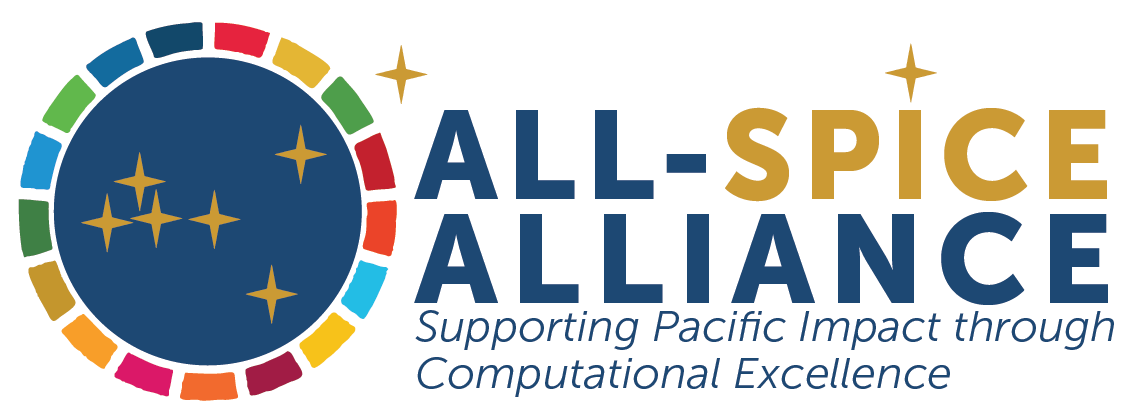 ALL-SPICE
ALLIANCE
Supporting Pacific Impact through
Computational Excellence